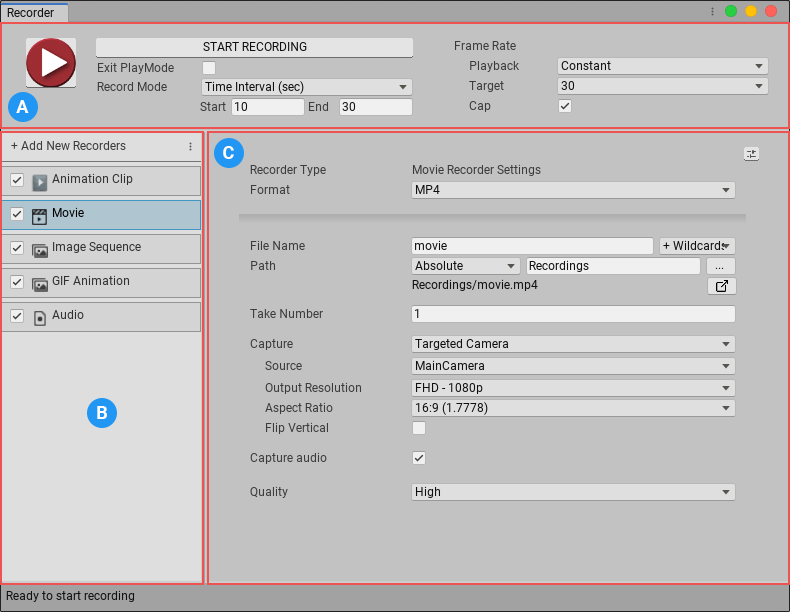 Recorder
START RECORDING
Exit PlayMode
Record Mode Time Interval (sec)
Start 10 End 30
Frame Rate
Playback Constant
Target 30
Cap
A
+ Add New Recorders
Animation Clip
Movie
Image Sequence
GIF Animation
Audio
B
C
Recorder Type Movie Recorder Settings
Format MP4
File Name movie + Wildcards
Path Absolute Recordings ...
Recordings/movie.mp4
Take Number 1
Capture Targeted Camera
Source MainCamera
Output Resolution FHD - 1080p
Aspect Ratio 16:9 (1.7778)
Flip Vertical
Capture audio
Quality High
Ready to start recording